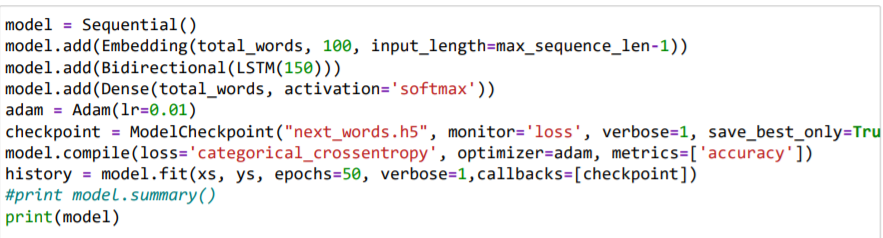 model = Sequential()
model.add(Embedding(total_words, 100, input_length=max_sequence_len-1))
model.add(Bidirectional(LSTM(150)))
model.add(Dense(total_words, activation='softmax'))
adam = Adam(lr=0.01)
checkpoint = ModelCheckpoint("next_words.h5", monitor='loss', verbose=1, save_best_only=Tru
model.compile(loss='categorical_crossentropy', optimizer=adam, metrics=['accuracy'])
history = model.fit(xs, ys, epochs=50, verbose=1,callbacks=[checkpoint])
#print model.summary()
print(model)